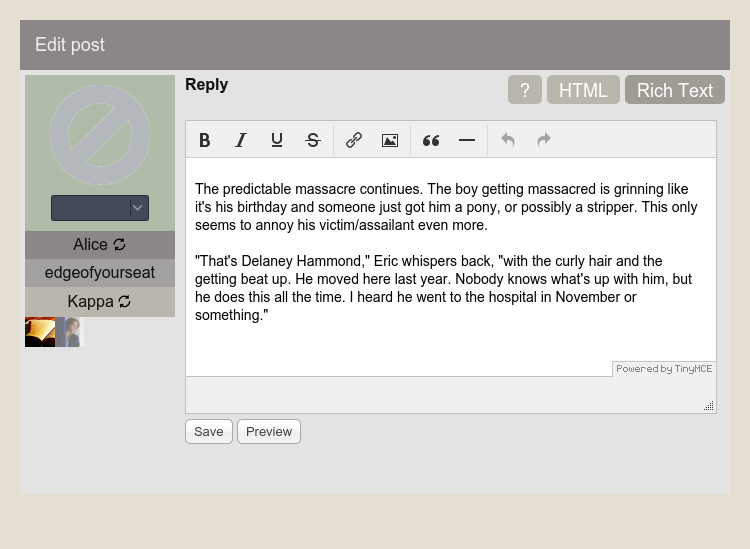 Edit post
Reply
? HTML Rich Text
Alice
edgeofyourseat
Kappa
B I U S
The predictable massacre continues. The boy getting massacred is grinning like
it's his birthday and someone just got him a pony, or possibly a stripper. This only
seems to annoy his victim/assailant even more.
"That's Delaney Hammond," Eric whispers back, "with the curly hair and the
getting beat up. He moved here last year. Nobody knows what's up with him, but
he does this all the time. I heard he went to the hospital in November or
something."
Powered by TinyMCE
Save Preview